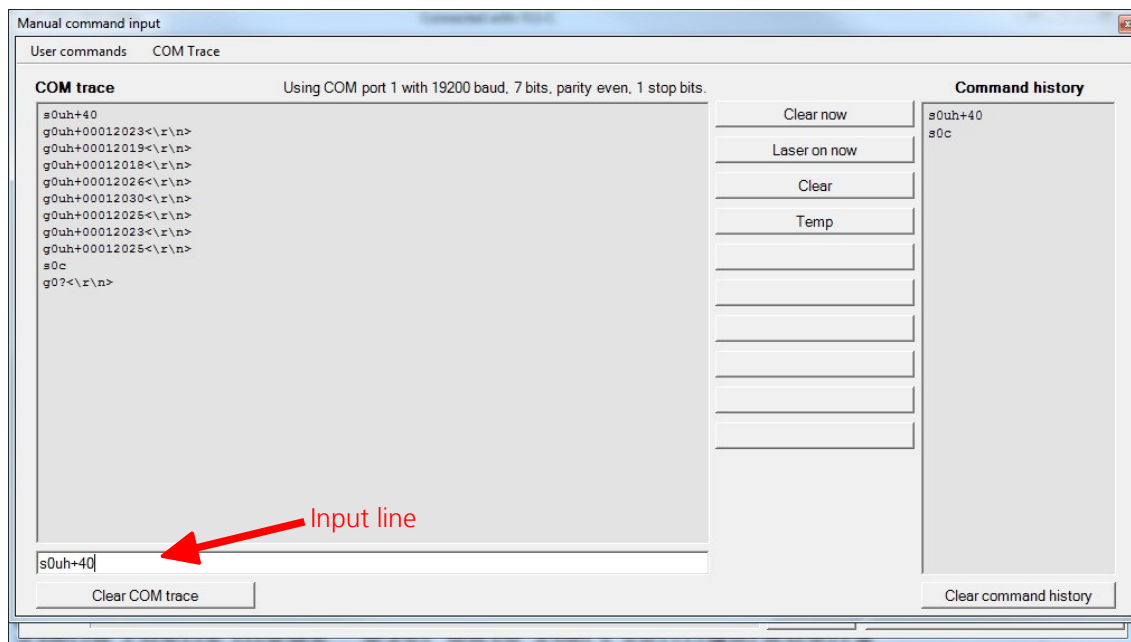 Manual command input
User commands COM Trace
COM trace
Using COM port 1 with 19200 baud, 7 bits, parity even, 1 stop bits.
Command history
s0uh+40
g0uh+00012023<\r\n>
g0uh+00012019<\r\n>
g0uh+00012018<\r\n>
g0uh+00012026<\r\n>
g0uh+00012030<\r\n>
g0uh+00012025<\r\n>
g0uh+00012023<\r\n>
g0uh+00012025<\r\n>
s0c
g0?<\r\n>
Clear now
Laser on now
Clear
Temp
s0uh+40
s0c
Input line
s0uh+40
Clear COM trace
Clear command history